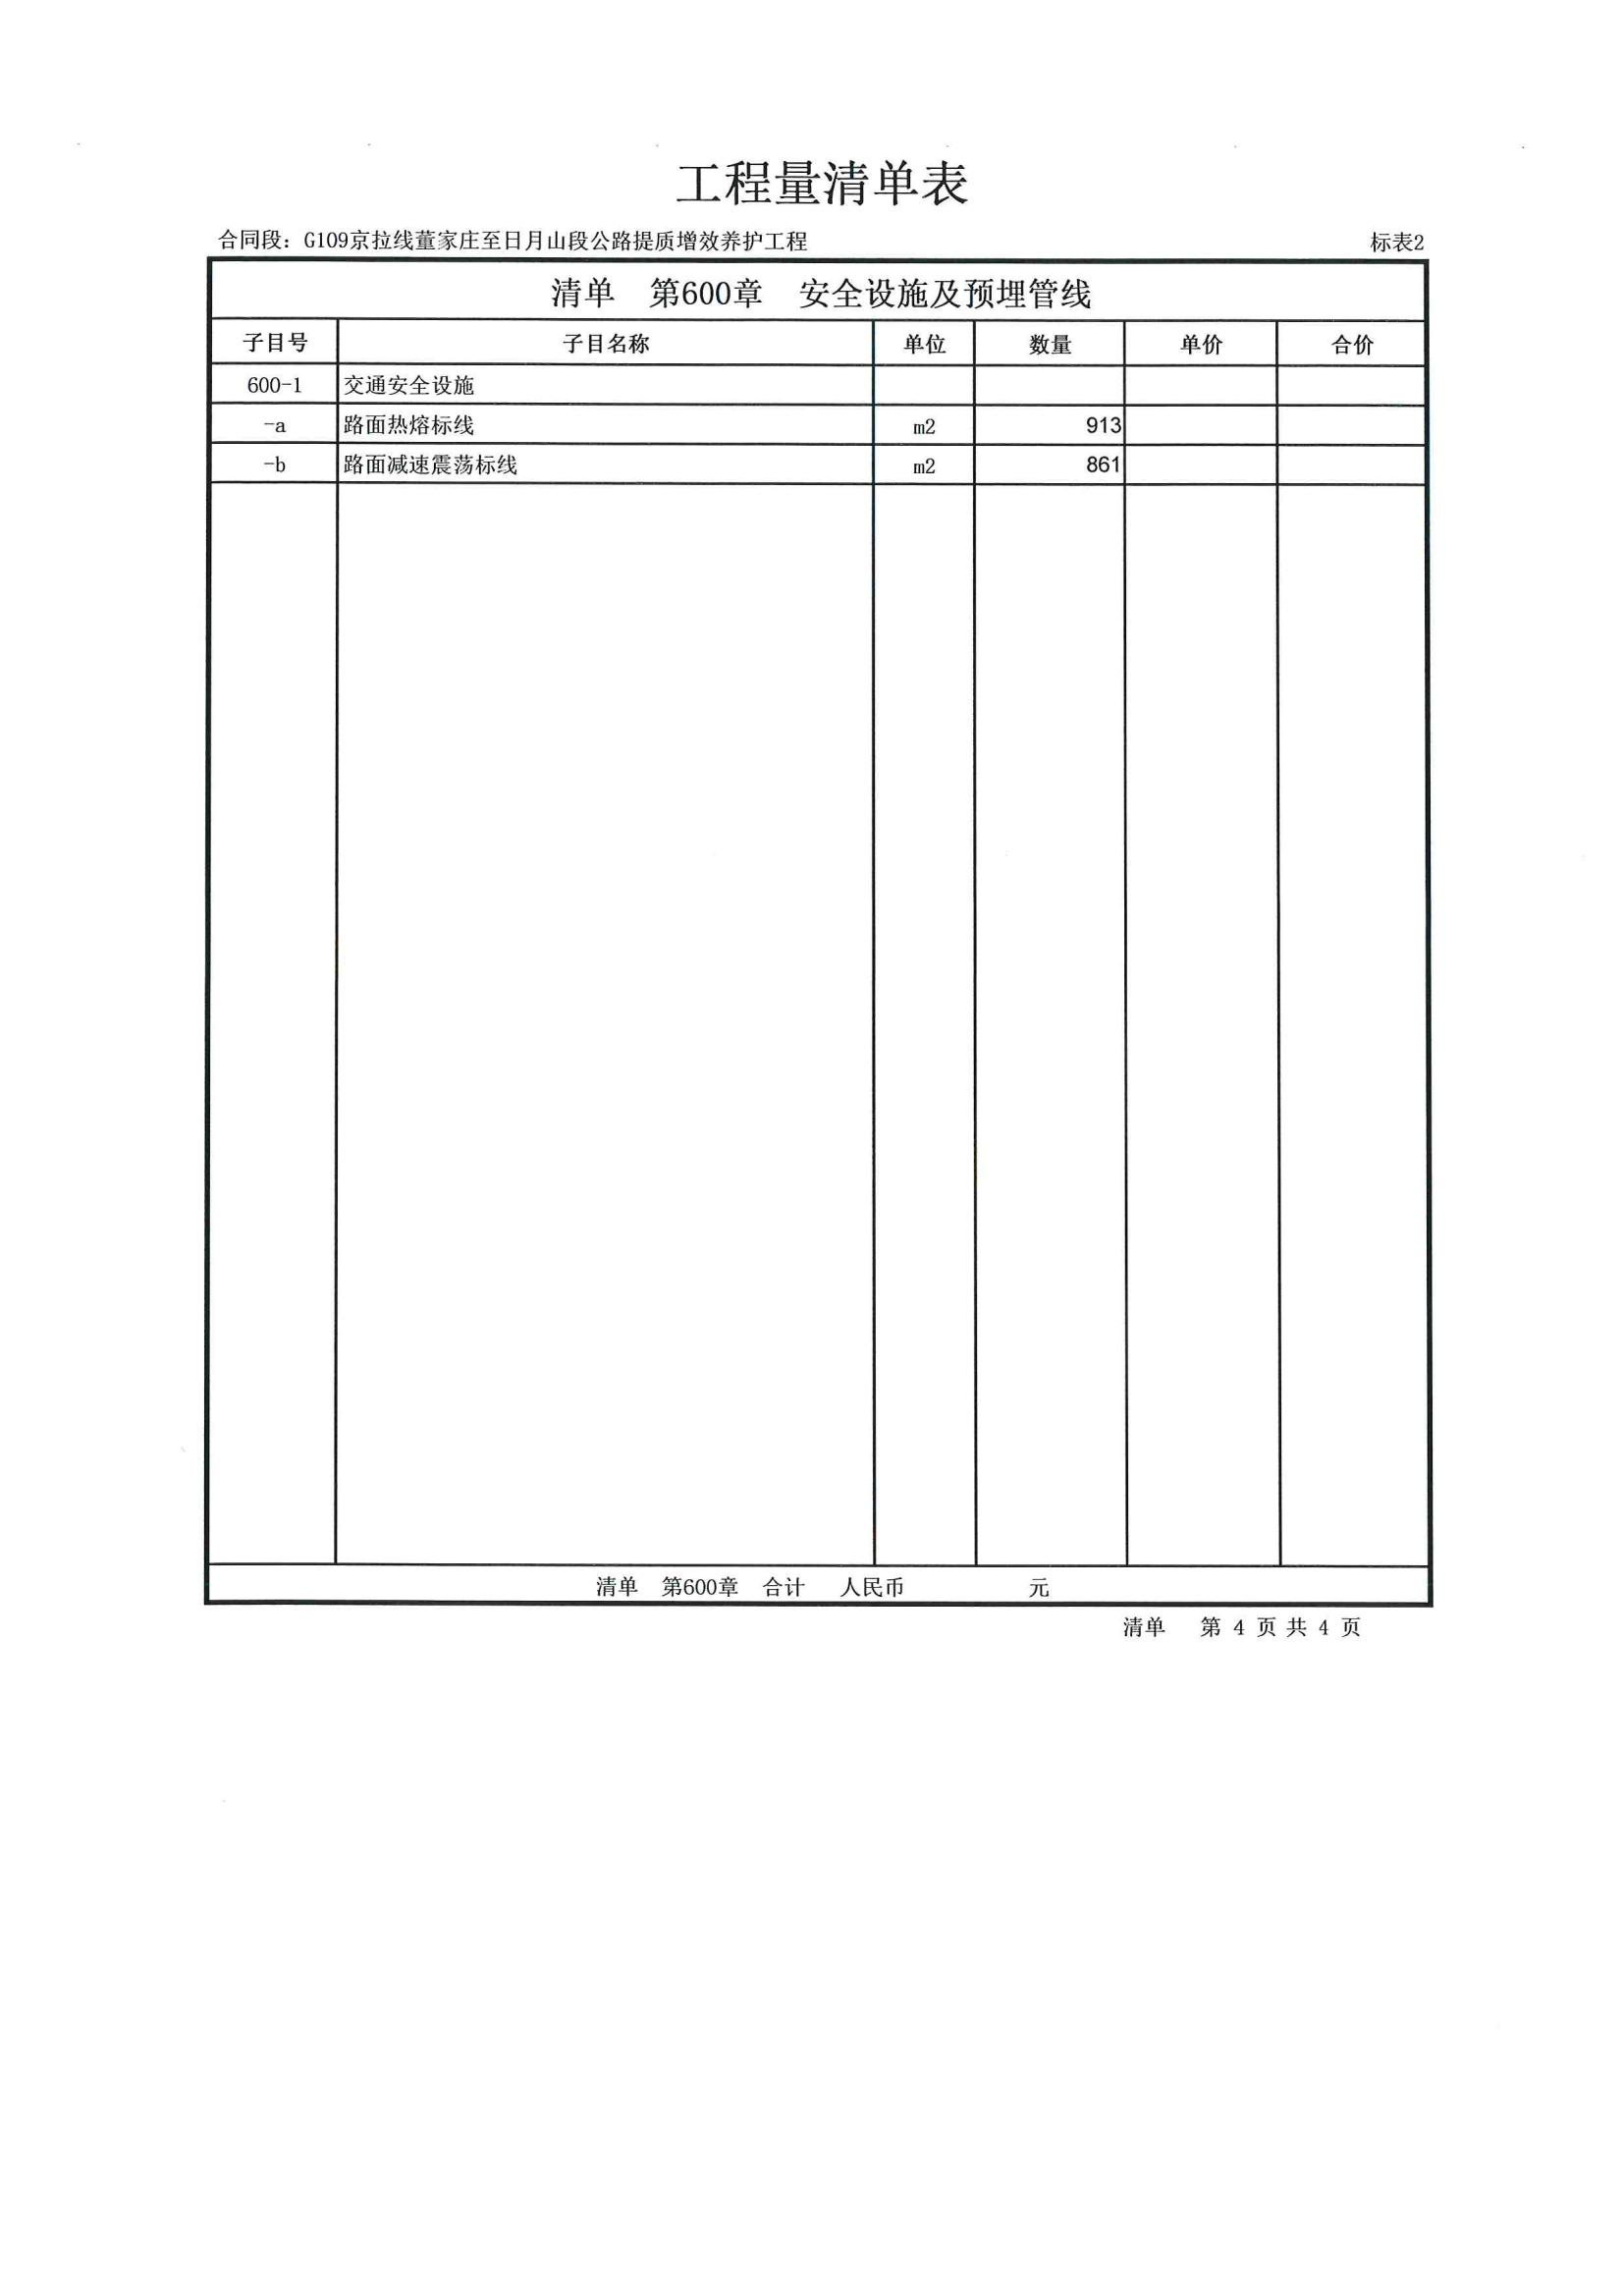 工程量清单表
合同段：G109京拉线董家庄至日月山段公路提质增效养护工程 标表2
清单 第600章 安全设施及预埋管线
子目号 子目名称 单位 数量 单价 合价
600-1 交通安全设施
-a 路面热熔标线 m2 913
-b 路面减速震荡标线 m2 861
清单 第600章 合计 人民币 元
清单 第 4 页 共 4 页